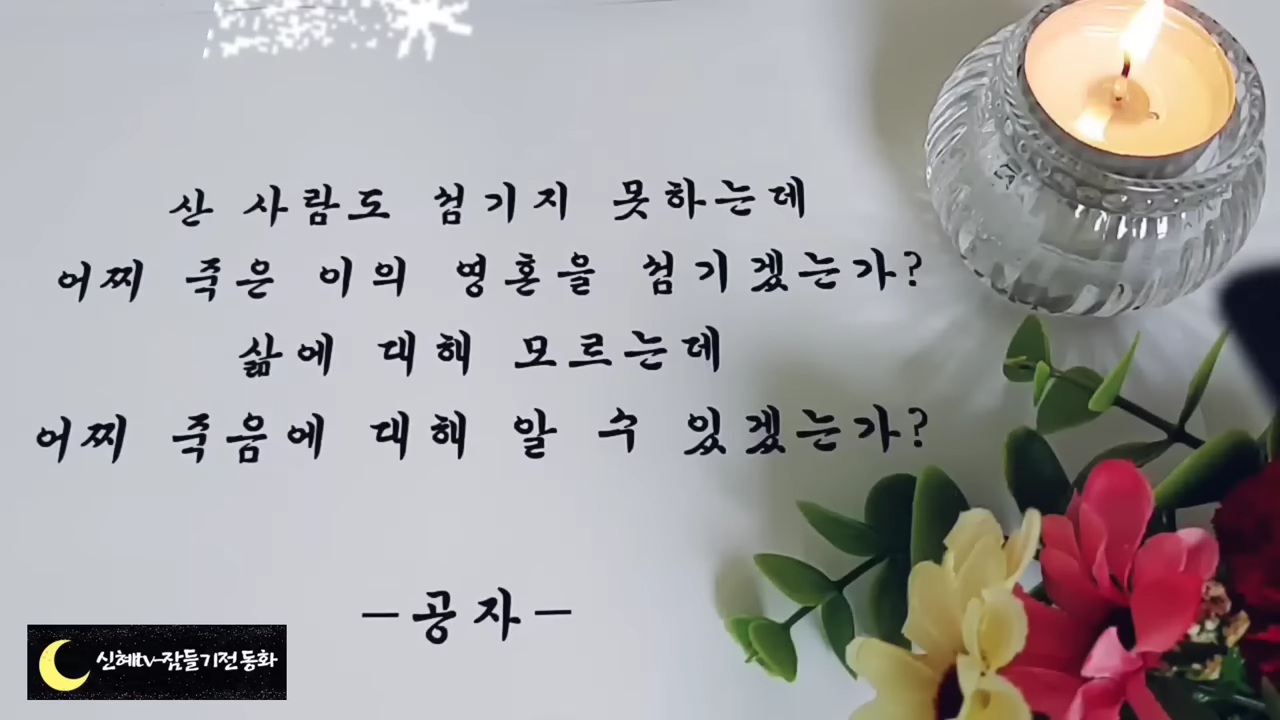 산 사람도 섬기지 못하는데
어찌 죽은 이의 영혼을 섬기겠는가?
삶에 대해 모르는데
어찌 죽음에 대해 알 수 있겠는가?
-공자-
신혜tv-잠들기전 동화